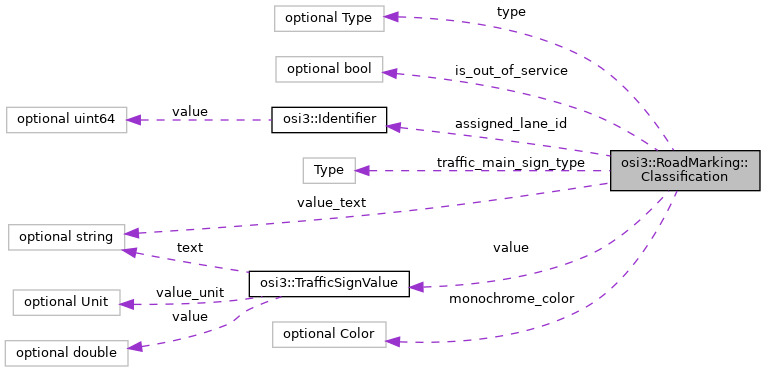 type
optional Type
is_out_of_service
optional bool
value
optional uint64
osi3::Identifier
assigned_lane_id
osi3::RoadMarking::
Classification
traffic_main_sign_type
Type
value_text
optional string
text
value
osi3::TrafficSignValue
value_unit
optional Unit
monochrome_color
value
optional Color
optional double